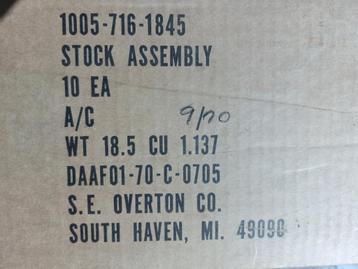 1005-716-1845
STOCK ASSEMBLY
10 EA
A/C 9/70
WT 18.5 CU 1.137
DAAF01-70-C-0705
S.E. OVERTON CO.
SOUTH HAVEN, MI. 49090